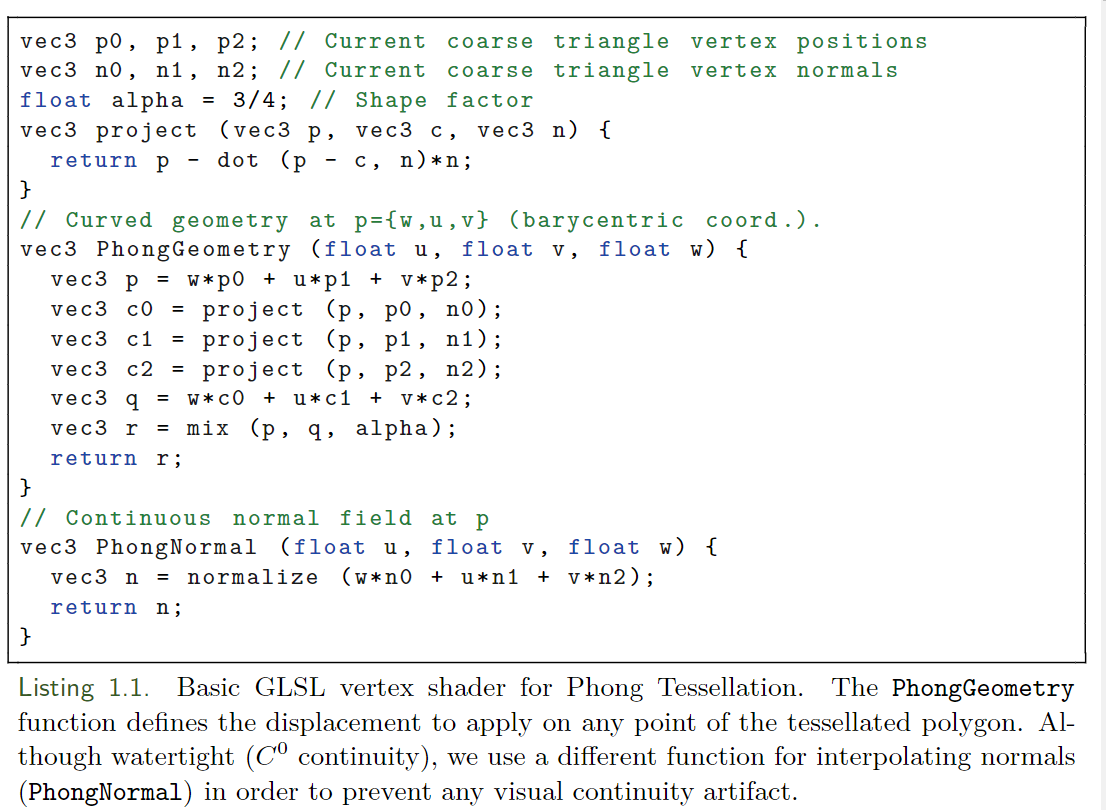 vec3 p0, p1, p2; // Current coarse triangle vertex positions
vec3 n0, n1, n2; // Current coarse triangle vertex normals
float alpha = 3/4; // Shape factor
vec3 project (vec3 p, vec3 c, vec3 n) {
  return p - dot (p - c, n)*n;
}
// Curved geometry at p={w,u,v} (barycentric coord.).
vec3 PhongGeometry (float u, float v, float w) {
  vec3 p = w*p0 + u*p1 + v*p2;
  vec3 c0 = project (p, p0, n0);
  vec3 c1 = project (p, p1, n1);
  vec3 c2 = project (p, p2, n2);
  vec3 q = w*c0 + u*c1 + v*c2;
  vec3 r = mix (p, q, alpha);
  return r;
}
// Continuous normal field at p
vec3 PhongNormal (float u, float v, float w) {
  vec3 n = normalize (w*n0 + u*n1 + v*n2);
  return n;
}
Listing 1.1. Basic GLSL vertex shader for Phong Tessellation. The PhongGeometry
function defines the displacement to apply on any point of the tessellated polygon. Al-
though watertight (C⁰ continuity), we use a different function for interpolating normals
(PhongNormal) in order to prevent any visual continuity artifact.